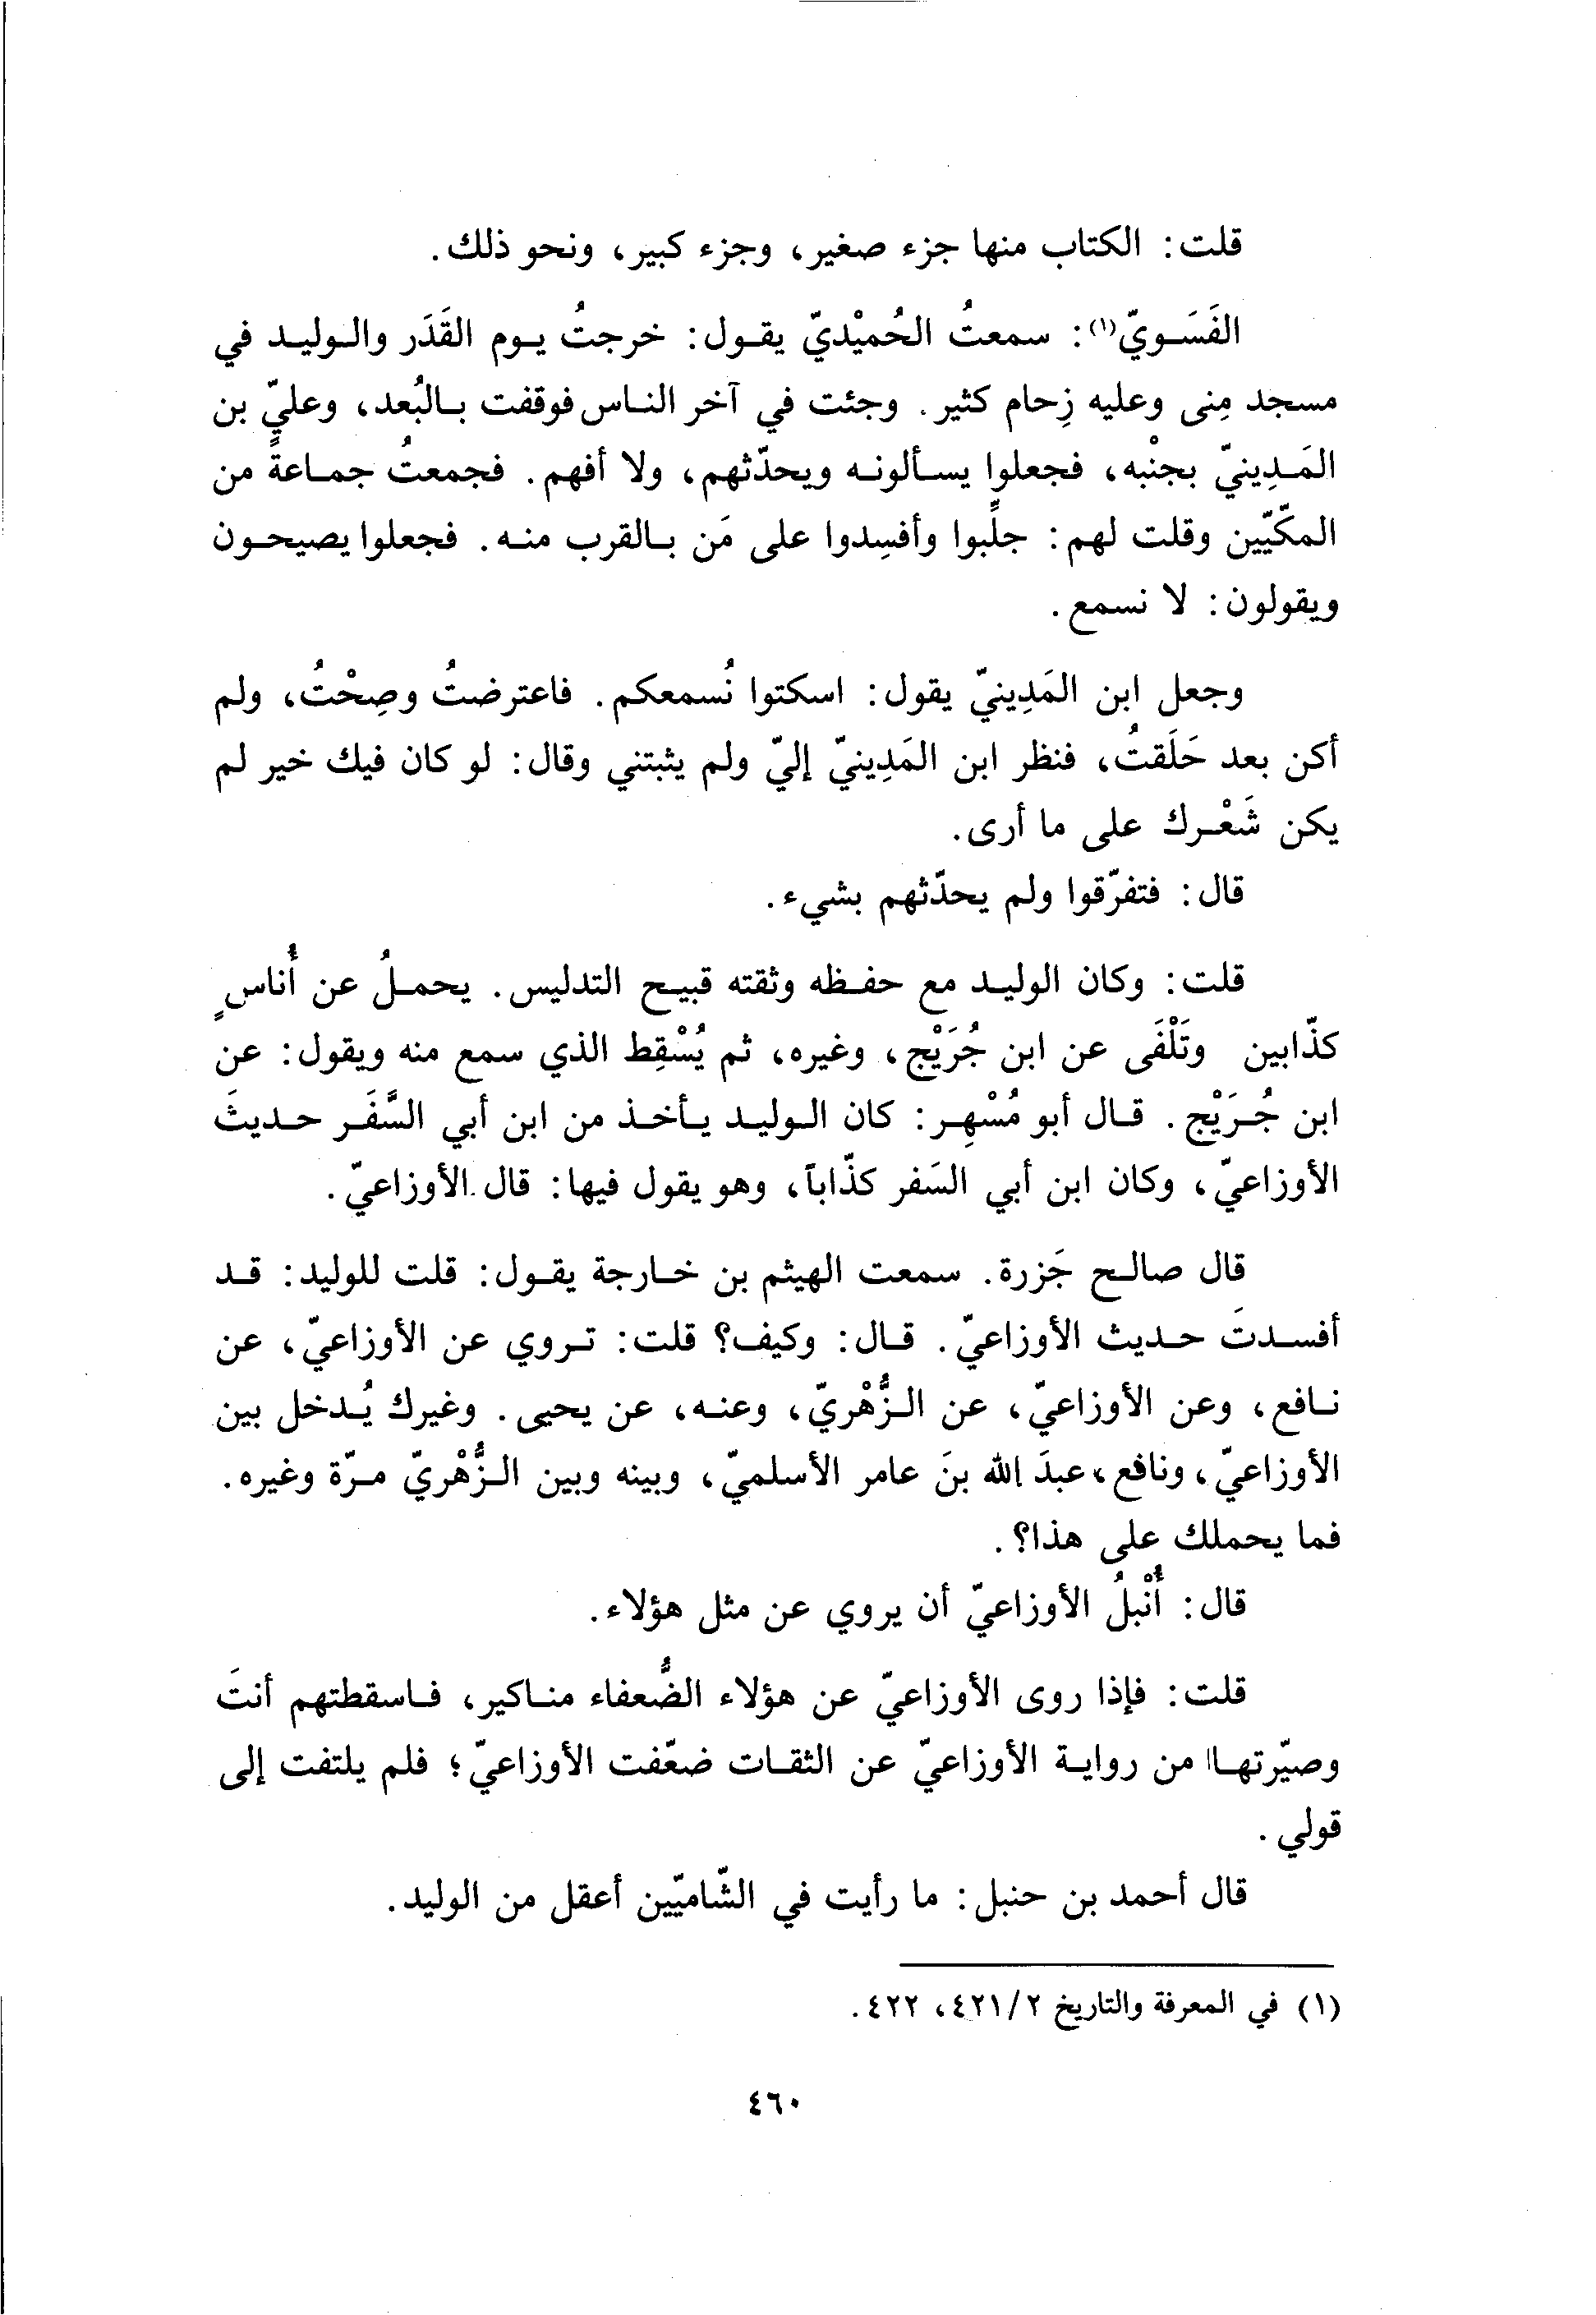 قلت: الكتاب منها جزء صغير، وجزء كبير، ونحو ذلك.
الفَسَويّ(١): سمعتُ الحُميْديّ يقول: خرجتُ يوم القَدَر والوليد في
مسجد مِنى وعليه زِحام كثير. وجئت في آخر الناس فوقفت بالبُعد، وعليّ بن
المَدِينيّ بجنْبه، فجعلوا يسألونه ويحدّثهم، ولا أفهم. فجمعتُ جماعةً من
المكّيّين وقلت لهم: جلِّبوا وأفسِدوا على مَن بالقرب منه. فجعلوا يصيحون
ويقولون: لا نسمع.
وجعل ابن المَدِينيّ يقول: اسكتوا نُسمعكم. فاعترضتُ وصِحْتُ، ولم
أكن بعد حَلَقتُ، فنظر ابن المَدِينيّ إليّ ولم يثبتني وقال: لو كان فيك خير لم
يكن شَعْرك على ما أرى.
قال: فتفرّقوا ولم يحدّثهم بشيء.
قلت: وكان الوليد مع حفظه وثقته قبيح التدليس. يحملُ عن أُناسٍ
كذّابين وتَلْفَى عن ابن جُرَيْج، وغيره، ثم يُسْقِط الذي سمع منه ويقول: عن
ابن جُرَيْج. قال أبو مُسْهِر: كان الوليد يأخذ من ابن أبي السَّفَر حديثَ
الأوزاعيّ، وكان ابن أبي السَفر كذّاباً، وهو يقول فيها: قال الأوزاعيّ.
قال صالح جَزرة. سمعت الهيثم بن خارجة يقول: قلت للوليد: قد
أفسدتَ حديث الأوزاعيّ. قال: وكيف؟ قلت: تروي عن الأوزاعيّ، عن
نافع، وعن الأوزاعيّ، عن الزُّهْريّ، وعنه، عن يحيى. وغيرك يُدخل بين
الأوزاعيّ، ونافع، عبدَ الله بنَ عامر الأسلميّ، وبينه وبين الزُّهْريّ مرّة وغيره.
فما يحملك على هذا؟.
قال: أُنْبلُ الأوزاعيّ أن يروي عن مثل هؤلاء.
قلت: فإذا روى الأوزاعيّ عن هؤلاء الضُّعفاء مناكير، فاسقطتهم أنتَ
وصيّرتها من رواية الأوزاعيّ عن الثقات ضعّفت الأوزاعيّ؛ فلم يلتفت إلى
قولي.
قال أحمد بن حنبل: ما رأيت في الشّاميّين أعقل من الوليد.
(١) في المعرفة والتاريخ ٢/٤٢١، ٤٢٢.
٤٦٠